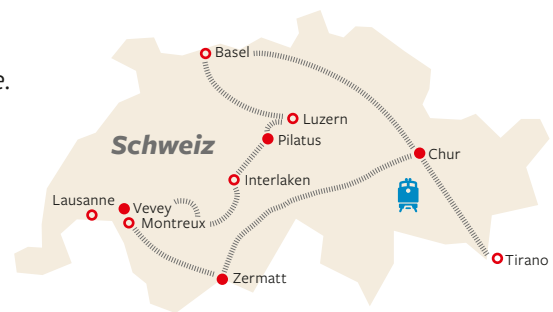 Basel
e.
Luzern
Schweiz
Pilatus
Chur
Interlaken
Lausanne
Vevey
Montreux
Tirano
Zermatt